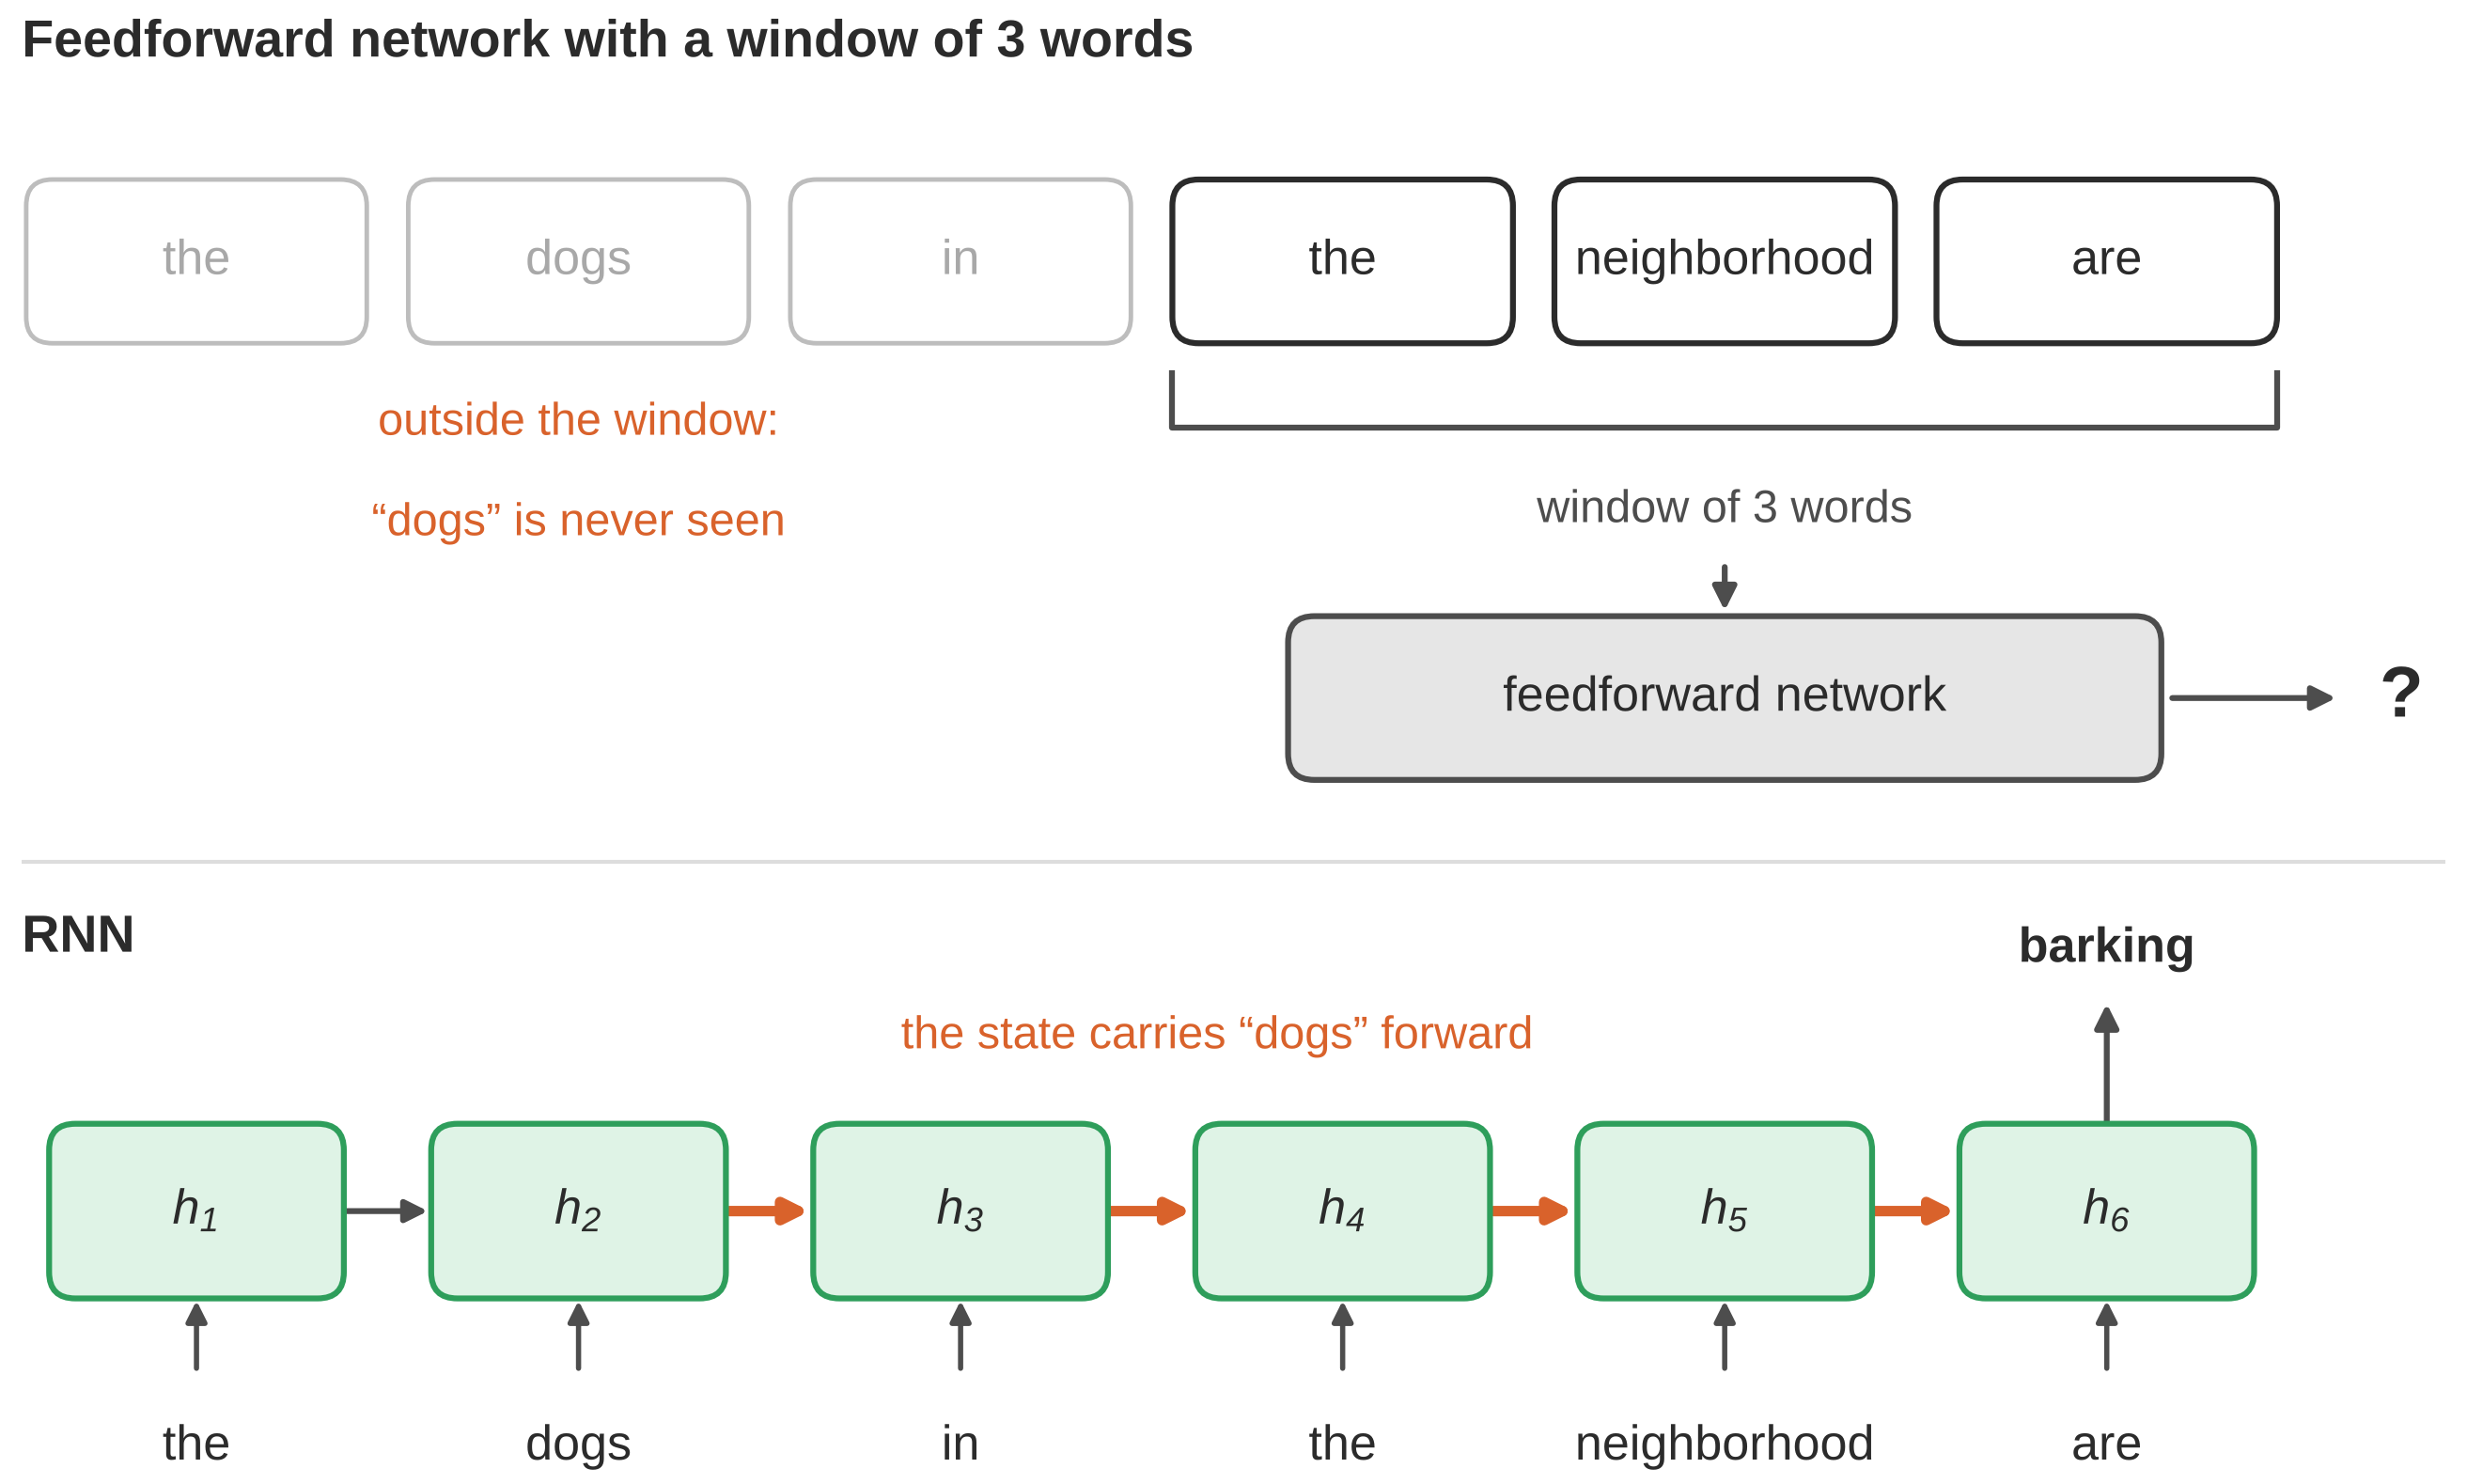 Feedforward network with a window of 3 words
the dogs in the neighborhood are
outside the window:
“dogs” is never seen
window of 3 words
feedforward network
?
RNN
barking
the state carries “dogs” forward
h1 h2 h3 h4 h5 h6
the dogs in the neighborhood are